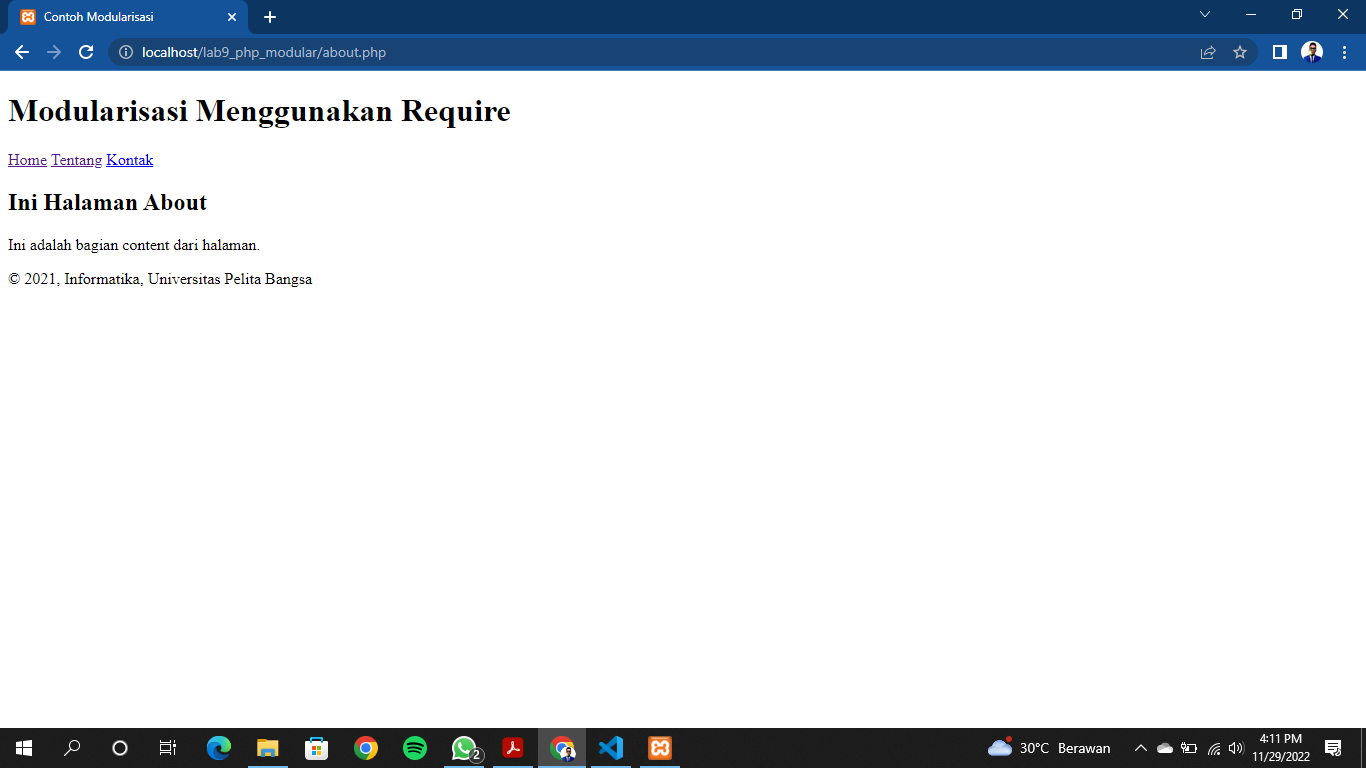 Contoh Modularisasi
localhost/lab9_php_modular/about.php
Modularisasi Menggunakan Require
Home Tentang Kontak
Ini Halaman About
Ini adalah bagian content dari halaman.
© 2021, Informatika, Universitas Pelita Bangsa
2
30°C Berawan
4:11 PM
11/29/2022